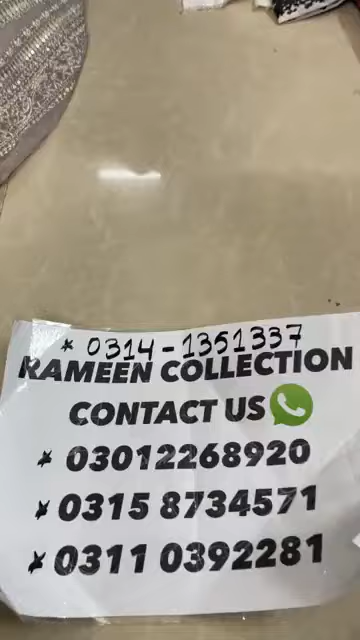 * 0314-1351337
RAMEEN COLLECTION
CONTACT US
* 03012268920
* 0315 8734571
* 0311 0392281